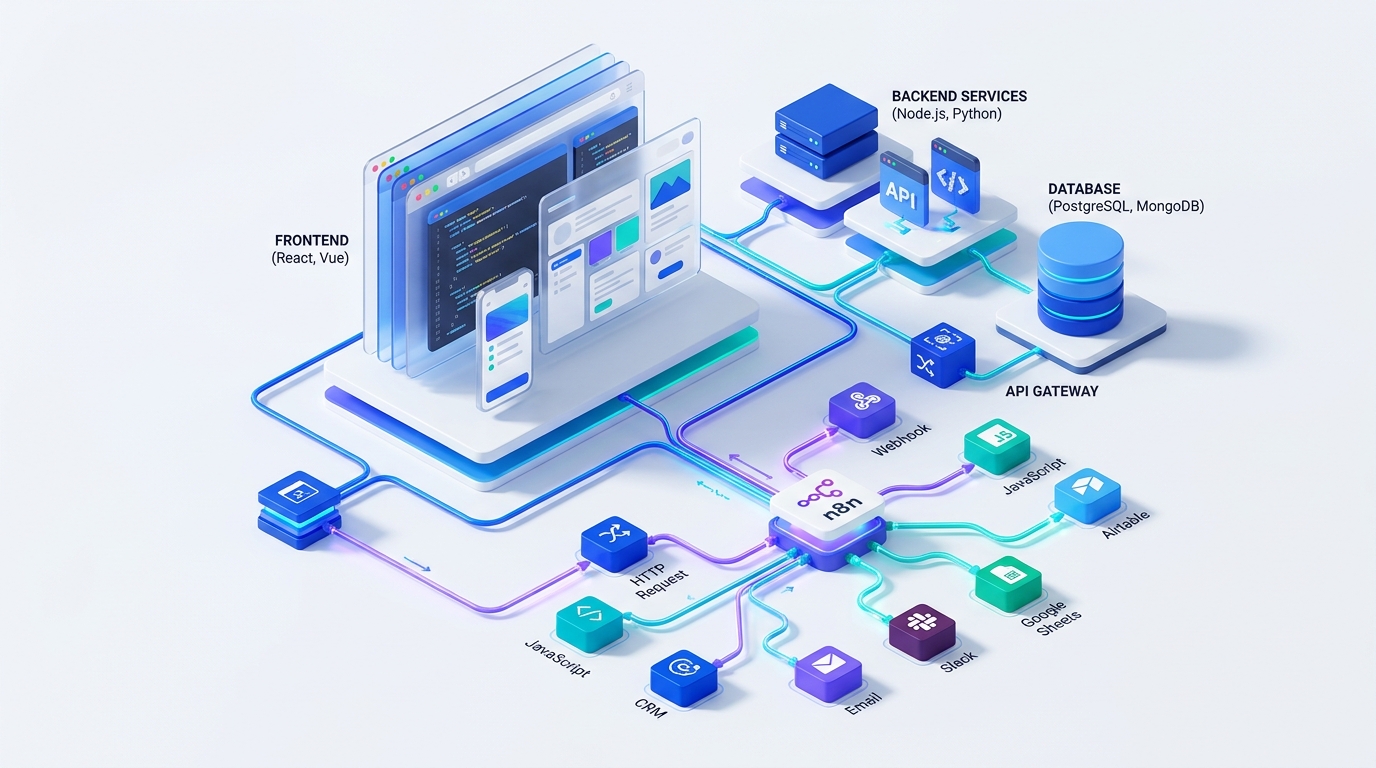 BACKEND SERVICES
(Node.js, Python)
API
</>
DATABASE
(PostgreSQL, MongoDB)
FRONTEND
(React, Vue)
API GATEWAY
Webhook
JS
JavaScript
n8n
Airtable
HTTP
Request
Google
Sheets
</>
JavaScript
Slack
CRM
Email